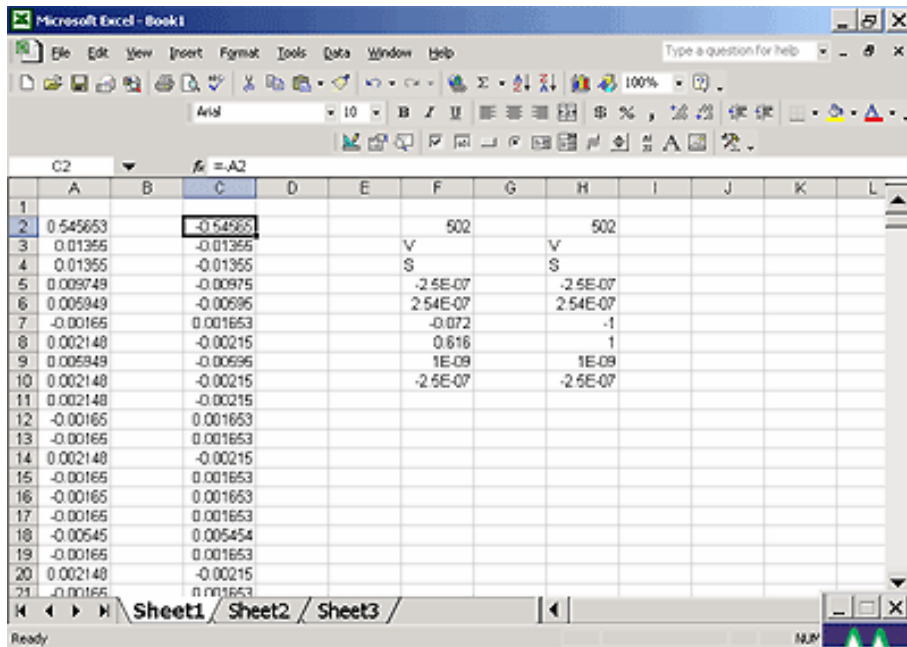 Microsoft Excel - Book1
File Edit View Insert Format Tools Data Window Help Type a question for help
100%
Arial 10 B I U $ % ,
C2 fx =-A2
A B C D E F G H I J K L
1
2 0.545653 -0.54565 502 502
3 0.01355 -0.01355 V V
4 0.01355 -0.01355 S S
5 0.009749 -0.00975 -2.5E-07 -2.5E-07
6 0.005949 -0.00595 2.54E-07 2.54E-07
7 -0.00165 0.001653 -0.072 -1
8 0.002148 -0.00215 0.616 1
9 0.005949 -0.00595 1E-09 1E-09
10 0.002148 -0.00215 -2.5E-07 -2.5E-07
11 0.002148 -0.00215
12 -0.00165 0.001653
13 -0.00165 0.001653
14 0.002148 -0.00215
15 -0.00165 0.001653
16 -0.00165 0.001653
17 -0.00165 0.001653
18 -0.00545 0.005454
19 -0.00165 0.001653
20 0.002148 -0.00215
21 -0.00165 0.001653
Sheet1 Sheet2 Sheet3
Ready NUM